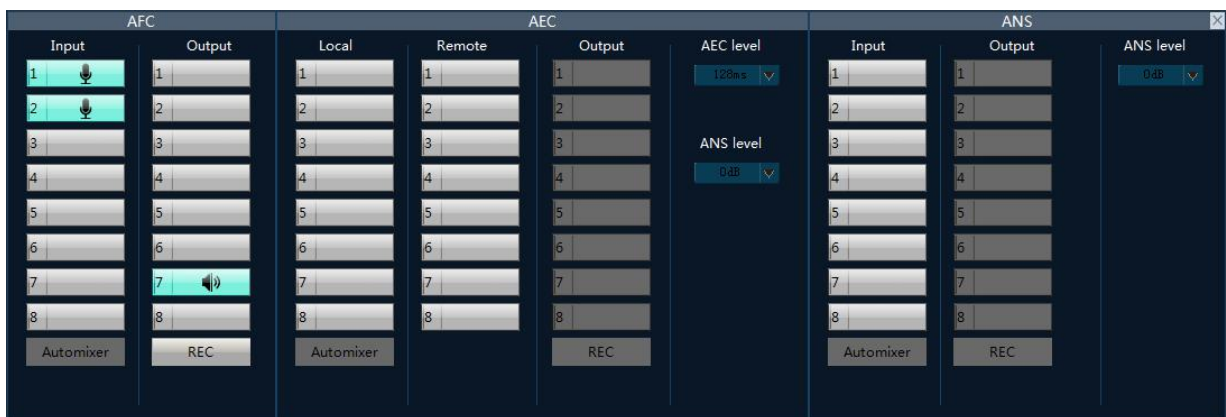 AFC AEC ANS
Input Output Local Remote Output AEC level Input Output ANS level
1 1 1 1 1 128ms 1 1 0dB
2 2 2 2 2 2 2
3 3 3 3 3 ANS level 3 3
4 4 4 4 4 0dB 4 4
5 5 5 5 5 5 5
6 6 6 6 6 6 6
7 7 7 7 7 7 7
8 8 8 8 8 8 8
Automixer REC Automixer REC Automixer REC